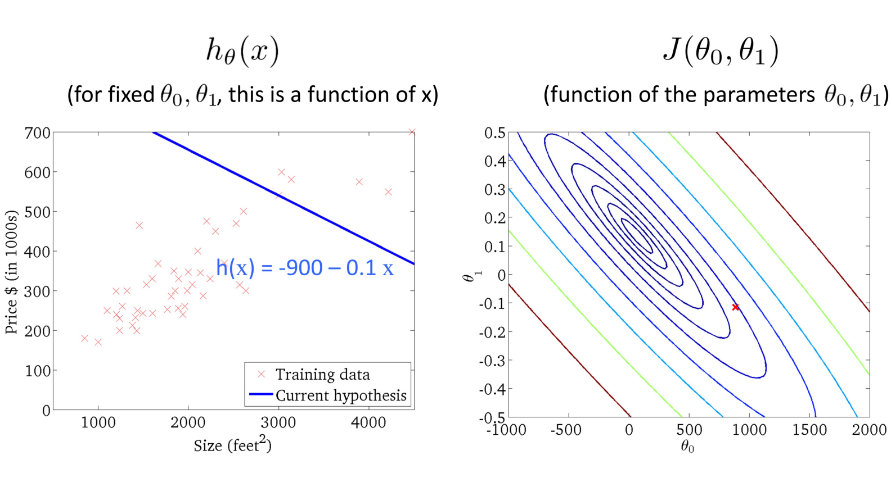 hθ(x)
(for fixed θ₀, θ₁, this is a function of x)
700
600
500
400
300
200
100
0
Price $ (in 1000s)
h(x) = -900 – 0.1 x
Training data
Current hypothesis
1000
2000
3000
4000
Size (feet²)
J(θ₀, θ₁)
(function of the parameters θ₀, θ₁)
0.5
0.4
0.3
0.2
0.1
0
-0.1
-0.2
-0.3
-0.4
-0.5
θ₁
-1000
-500
0
500
1000
1500
2000
θ₀